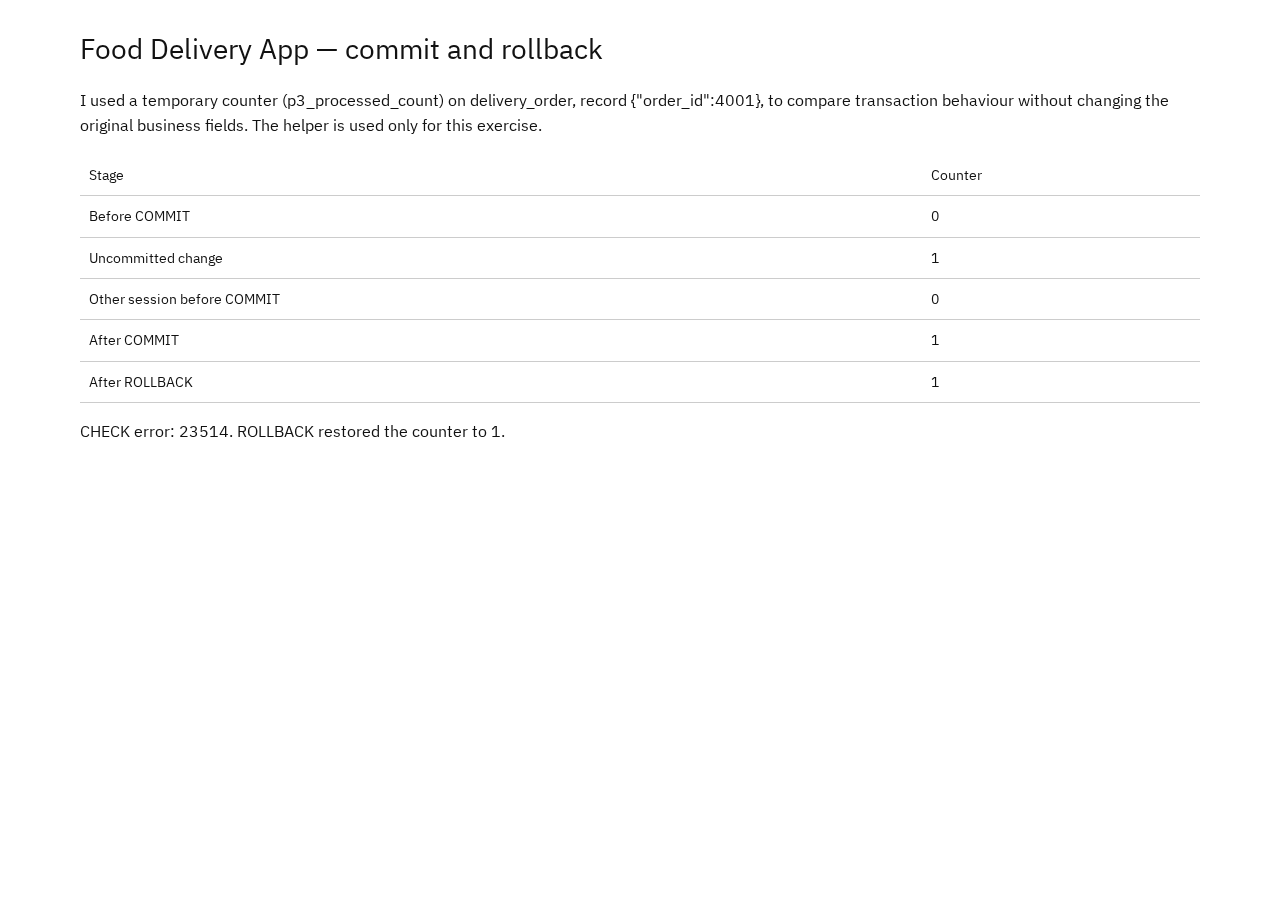 Food Delivery App — commit and rollback
I used a temporary counter (p3_processed_count) on delivery_order, record {"order_id":4001}, to compare transaction behaviour without changing the
original business fields. The helper is used only for this exercise.
Stage Counter
Before COMMIT 0
Uncommitted change 1
Other session before COMMIT 0
After COMMIT 1
After ROLLBACK 1
CHECK error: 23514. ROLLBACK restored the counter to 1.